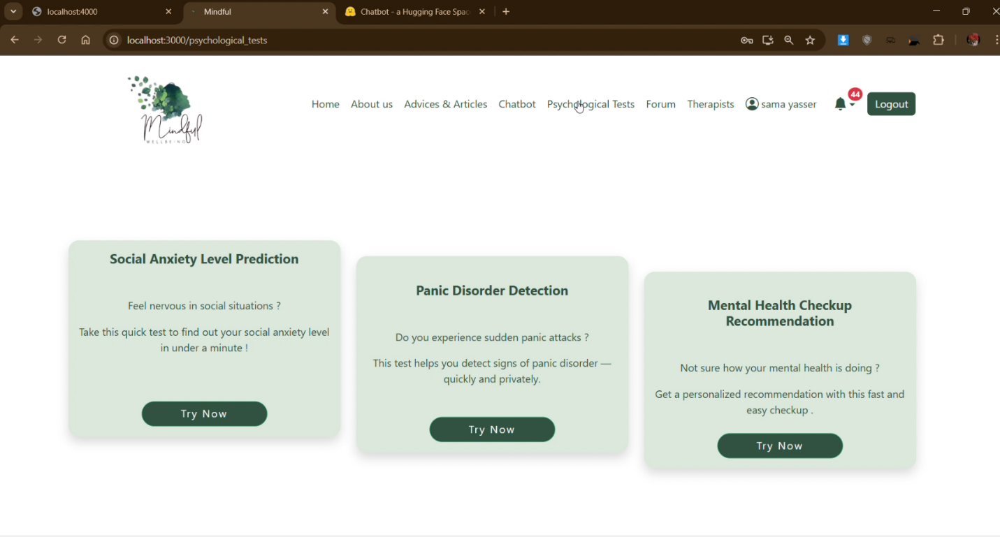 localhost:4000
Mindful
Chatbot - a Hugging Face Spac
localhost:3000/psychological_tests
Mindful
WELLBEING
Home About us Advices & Articles Chatbot Psychological Tests Forum Therapists sama yasser 44 Logout
Social Anxiety Level Prediction
Feel nervous in social situations ?
Take this quick test to find out your social anxiety level
in under a minute !
Try Now
Panic Disorder Detection
Do you experience sudden panic attacks ?
This test helps you detect signs of panic disorder —
quickly and privately.
Try Now
Mental Health Checkup
Recommendation
Not sure how your mental health is doing ?
Get a personalized recommendation with this fast and
easy checkup .
Try Now